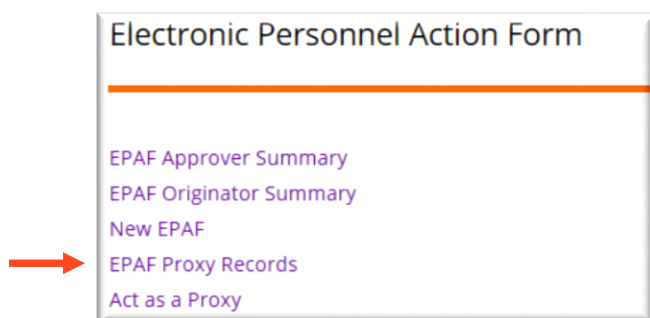 Electronic Personnel Action Form
EPAF Approver Summary
EPAF Originator Summary
New EPAF
EPAF Proxy Records
Act as a Proxy